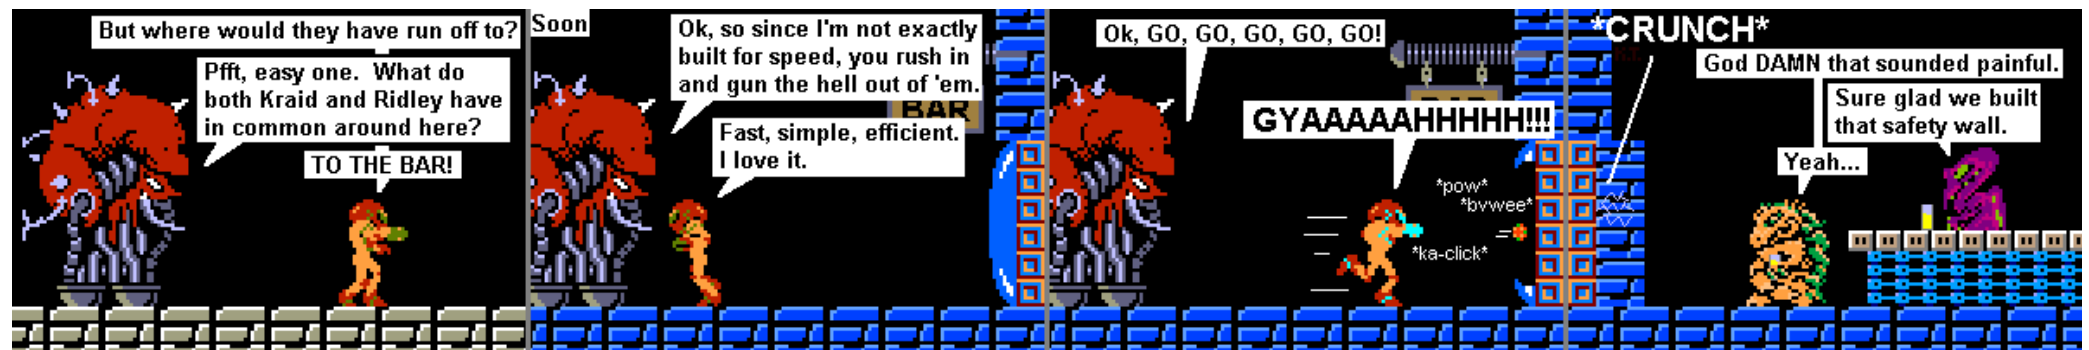 But where would they have run off to?
Pfft, easy one. What do
both Kraid and Ridley have
in common around here?
TO THE BAR!
Soon
Ok, so since I'm not exactly
built for speed, you rush in
and gun the hell out of 'em.
BAR
Fast, simple, efficient.
I love it.
Ok, GO, GO, GO, GO, GO!
BAR
GYAAAAAHHHHH!!!
*pow*
*bvwee*
*ka-click*
*CRUNCH*
God DAMN that sounded painful.
Sure glad we built
that safety wall.
Yeah...